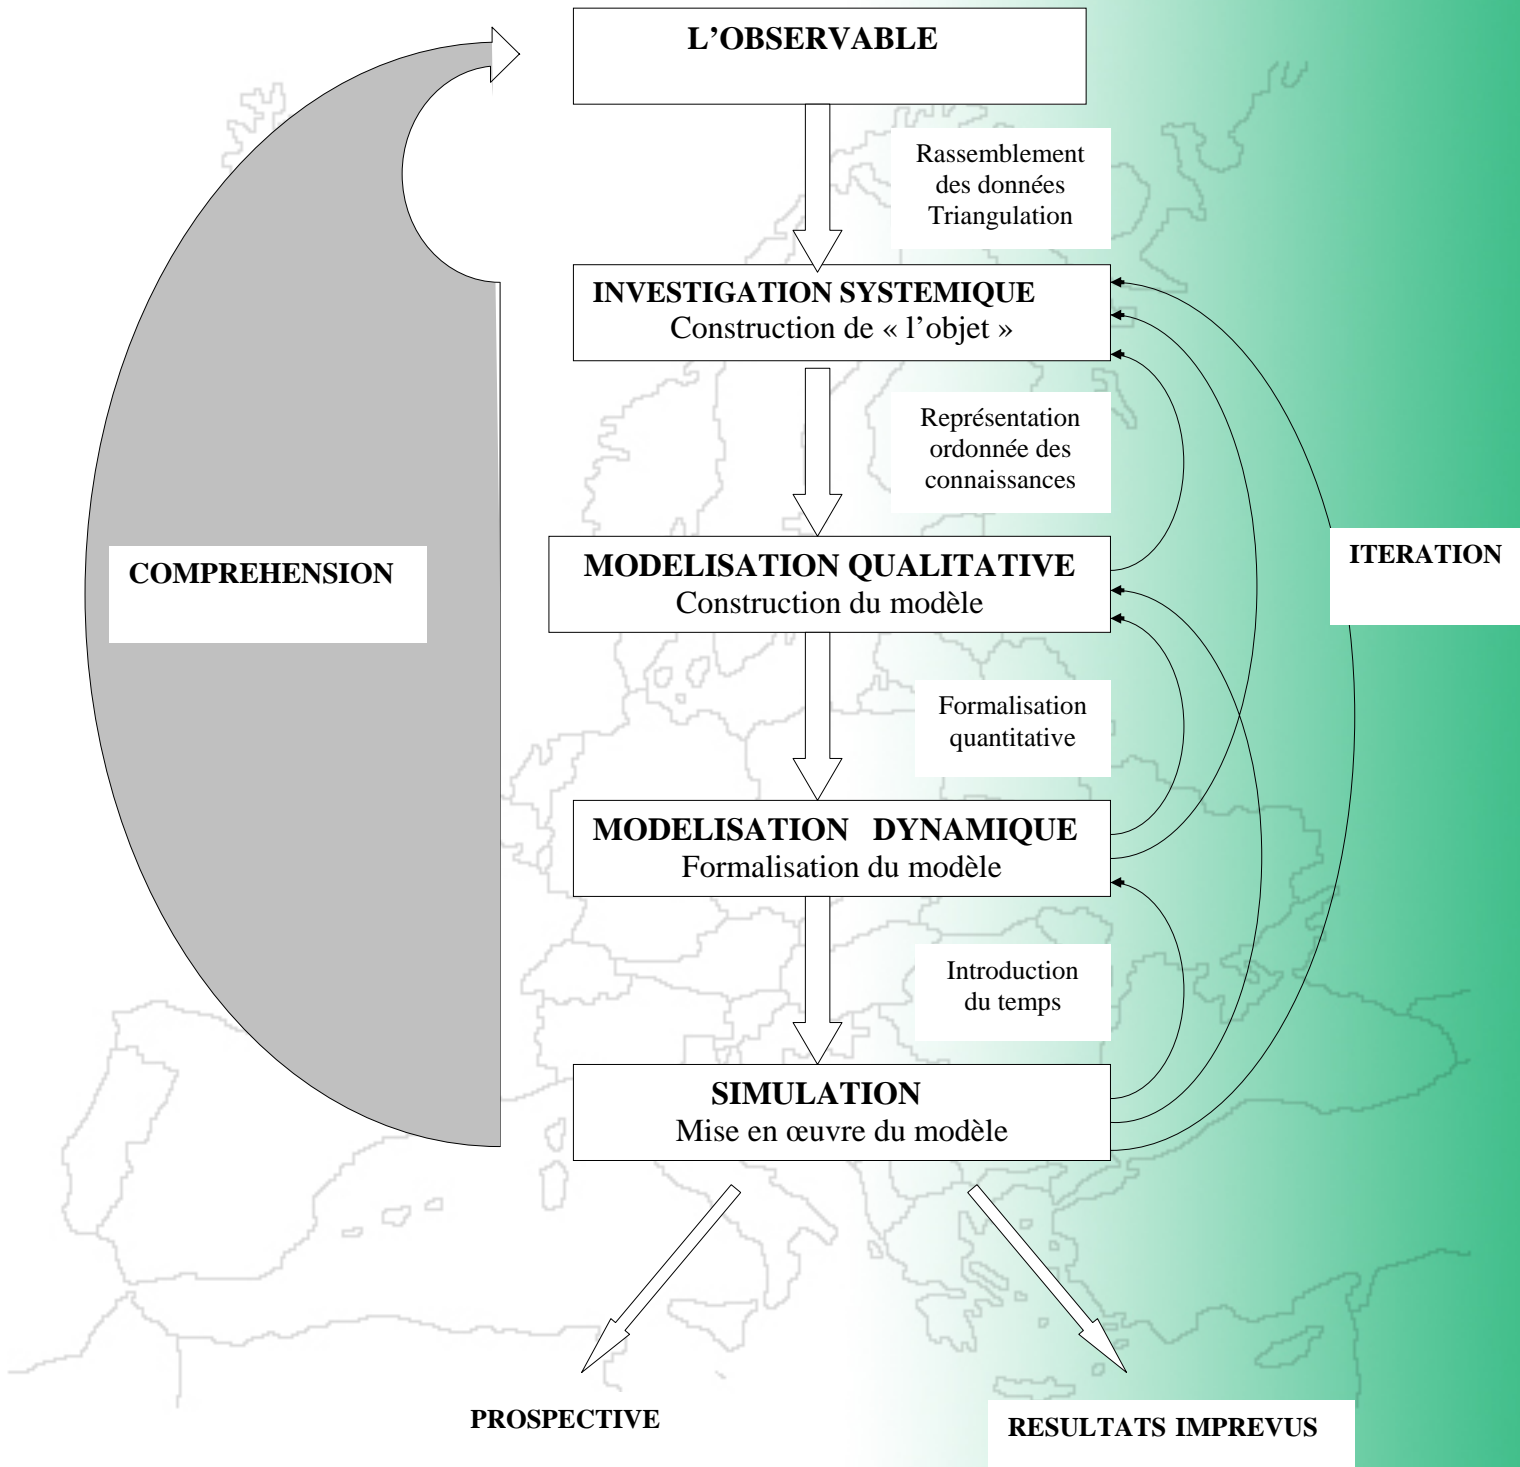 L’OBSERVABLE
Rassemblement
des données
Triangulation
INVESTIGATION SYSTEMIQUE
Construction de « l’objet »
Représentation
ordonnée des
connaissances
COMPREHENSION
MODELISATION QUALITATIVE
Construction du modèle
ITERATION
Formalisation
quantitative
MODELISATION DYNAMIQUE
Formalisation du modèle
Introduction
du temps
SIMULATION
Mise en œuvre du modèle
PROSPECTIVE
RESULTATS IMPREVUS